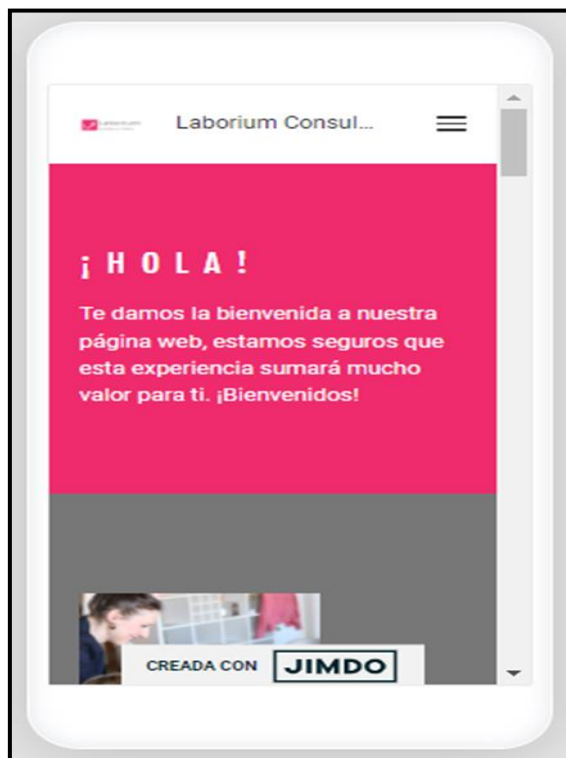 Laborium Consul...
¡HOLA!
Te damos la bienvenida a nuestra
página web, estamos seguros que
esta experiencia sumará mucho
valor para ti. ¡Bienvenidos!
CREADA CON JIMDO